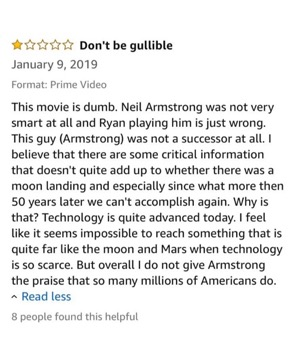 Don't be gullible
January 9, 2019
Format: Prime Video
This movie is dumb. Neil Armstrong was not very
smart at all and Ryan playing him is just wrong.
This guy (Armstrong) was not a successor at all. I
believe that there are some critical information
that doesn't quite add up to whether there was a
moon landing and especially since what more then
50 years later we can't accomplish again. Why is
that? Technology is quite advanced today. I feel
like it seems impossible to reach something that is
quite far like the moon and Mars when technology
is so scarce. But overall I do not give Armstrong
the praise that so many millions of Americans do.
Read less
8 people found this helpful